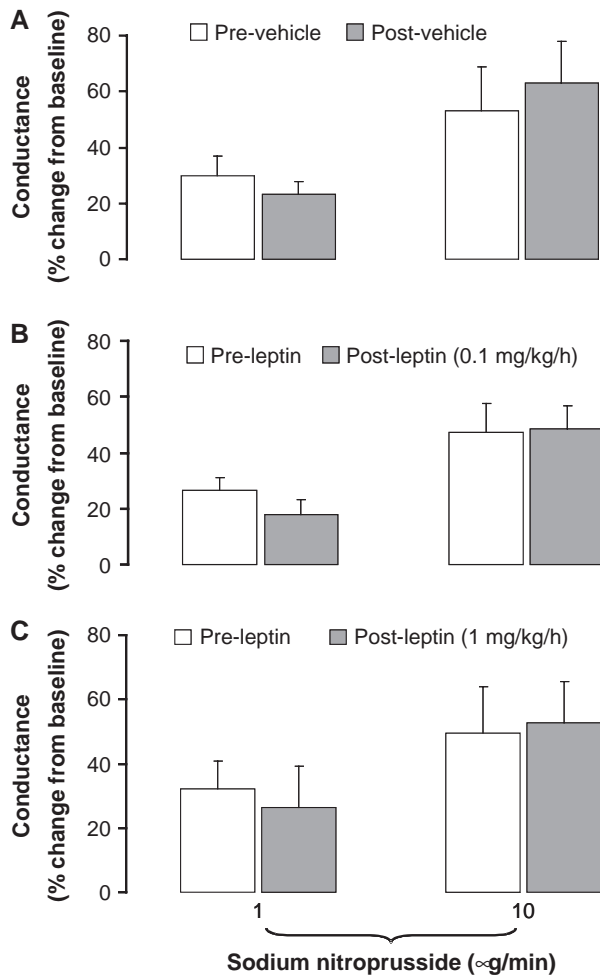 A
Pre-vehicle Post-vehicle
Conductance
(% change from baseline)
80
60
40
20
0
B
Pre-leptin Post-leptin (0.1 mg/kg/h)
Conductance
(% change from baseline)
80
60
40
20
0
C
Pre-leptin Post-leptin (1 mg/kg/h)
Conductance
(% change from baseline)
80
60
40
20
0
1 10
Sodium nitroprusside (∝g/min)